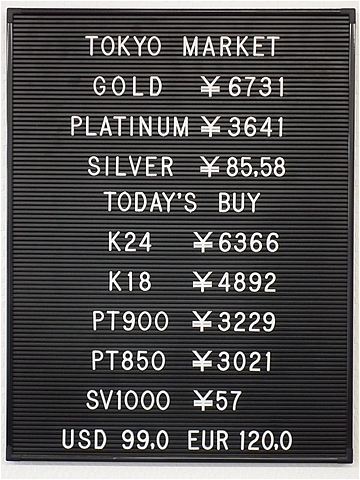 TOKYO MARKET
GOLD ¥6731
PLATINUM ¥3641
SILVER ¥85,58
TODAY'S BUY
K24 ¥6366
K18 ¥4892
PT900 ¥3229
PT850 ¥3021
SV1000 ¥57
USD 99.0 EUR 120.0